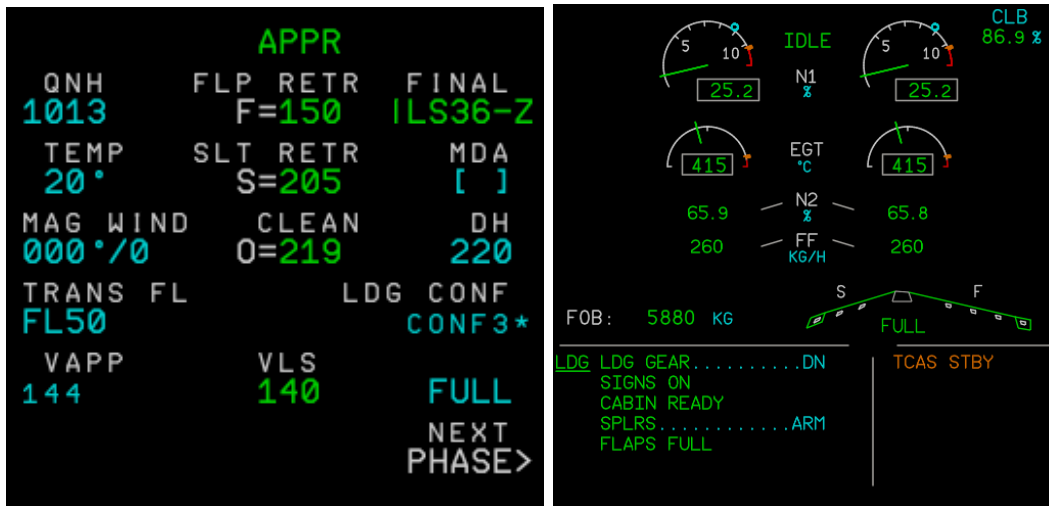 APPR
QNH FLP RETR FINAL
1013 F=150 ILS36-Z
TEMP SLT RETR MDA
20° S=205 [ ]
MAG WIND CLEAN DH
000°/0 O=219 220
TRANS FL LDG CONF
FL50 CONF3*
VAPP VLS
144 140 FULL
NEXT
PHASE>
CLB
86.9 %
5 10 IDLE 5 10
N1
25.2 % 25.2
EGT
415 °C 415
N2
65.9 % 65.8
260 FF 260
KG/H
S F
FOB: 5880 KG FULL
LDG LDG GEAR..........DN TCAS STBY
SIGNS ON
CABIN READY
SPLRS............ARM
FLAPS FULL